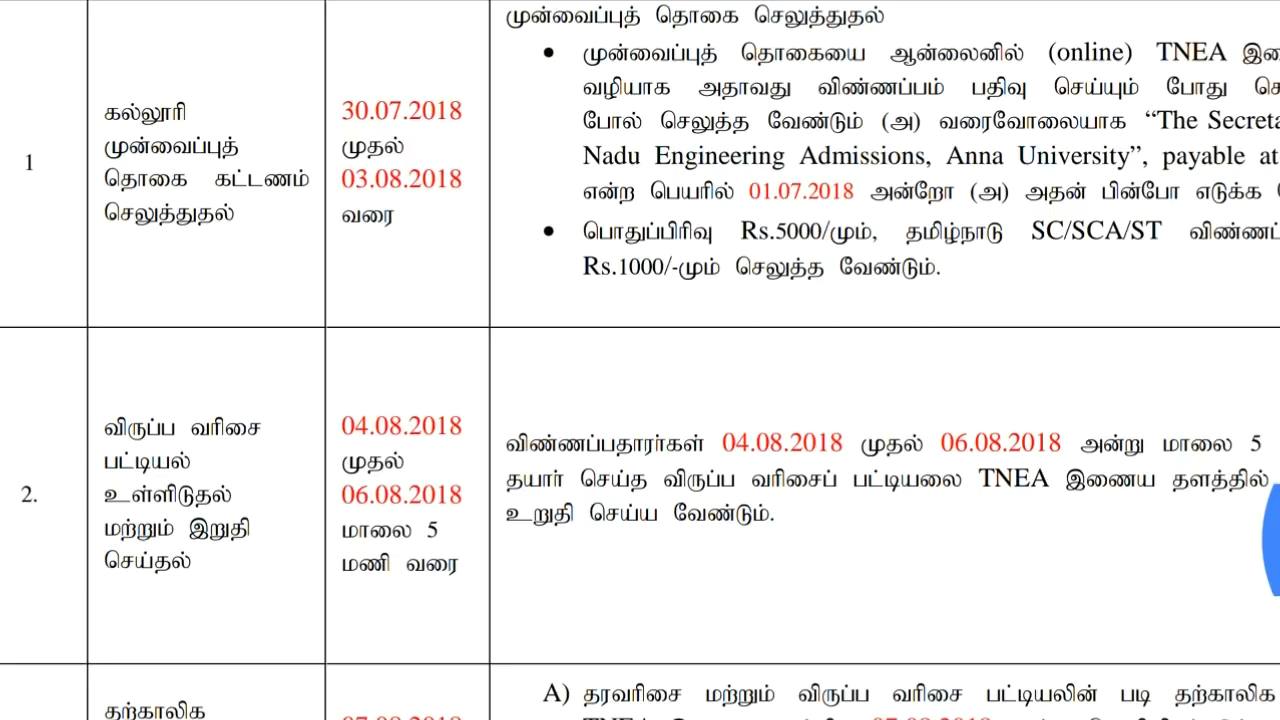 முன்வைப்புத் தொகை செலுத்துதல்
1
கல்லூரி
முன்வைப்புத்
தொகை கட்டணம்
செலுத்துதல்
30.07.2018
முதல்
03.08.2018
வரை
• முன்வைப்புத் தொகையை ஆன்லைனில் (online) TNEA
வழியாக அதாவது விண்ணப்பம் பதிவு செய்யும் போது
போல் செலுத்த வேண்டும் (அ) வரைவோலையாக “The
Nadu Engineering Admissions, Anna University”, payable at
என்ற பெயரில் 01.07.2018 அன்றோ (அ) அதன் பின்போ எடுக்க
• பொதுப்பிரிவு Rs.5000/மும், தமிழ்நாடு SC/SCA/ST
Rs.1000/-மும் செலுத்த வேண்டும்.
2.
விருப்ப வரிசை
பட்டியல்
உள்ளிடுதல்
மற்றும் இறுதி
செய்தல்
04.08.2018
முதல்
06.08.2018
மாலை 5
மணி வரை
விண்ணப்பதாரர்கள் 04.08.2018 முதல் 06.08.2018 அன்று மாலை 5
தயார் செய்த விருப்ப வரிசைப் பட்டியலை TNEA இணைய தளத்தில்
உறுதி செய்ய வேண்டும்.
தற்காலிக
A) தரவரிசை மற்றும் விருப்ப வரிசை பட்டியலின் படி தற்காலிக